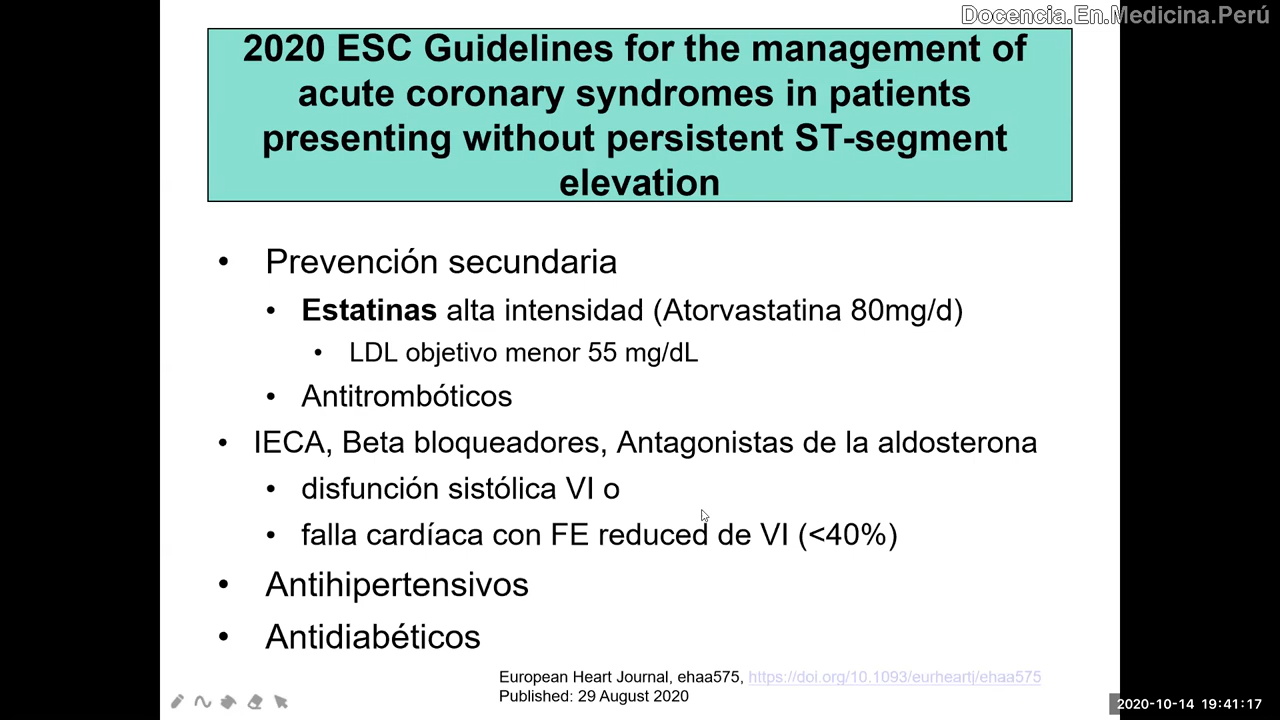 Docencia.En.Medicina.Perú
2020 ESC Guidelines for the management of
acute coronary syndromes in patients
presenting without persistent ST-segment
elevation
• Prevención secundaria
• Estatinas alta intensidad (Atorvastatina 80mg/d)
• LDL objetivo menor 55 mg/dL
• Antitrombóticos
• IECA, Beta bloqueadores, Antagonistas de la aldosterona
• disfunción sistólica VI o
• falla cardíaca con FE reduced de VI (<40%)
• Antihipertensivos
• Antidiabéticos
European Heart Journal, ehaa575, https://doi.org/10.1093/eurheartj/ehaa575
Published: 29 August 2020
2020-10-14 19:41:17